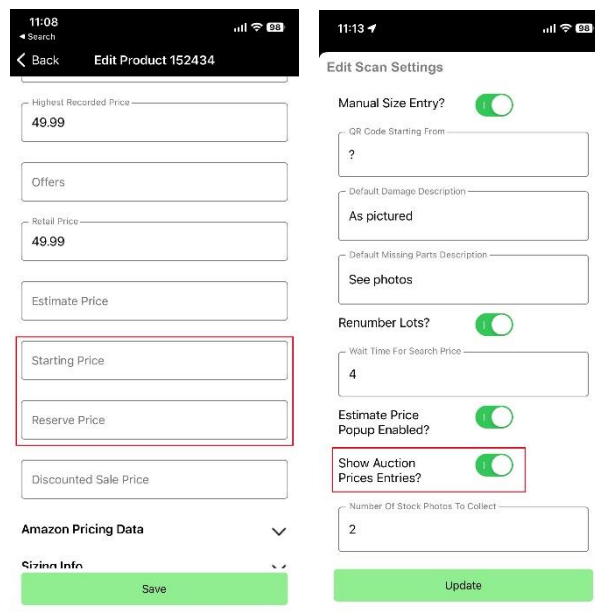 11:08
98
Search
Back
Edit Product 152434
Highest Recorded Price
49.99
Offers
Retail Price
49.99
Estimate Price
Starting Price
Reserve Price
Discounted Sale Price
Amazon Pricing Data
Sizing Info
Save
11:13
98
Edit Scan Settings
Manual Size Entry?
QR Code Starting From
?
Default Damage Description
As pictured
Default Missing Parts Description
See photos
Renumber Lots?
Wait Time For Search Price
4
Estimate Price
Popup Enabled?
Show Auction
Prices Entries?
Number Of Stock Photos To Collect
2
Update